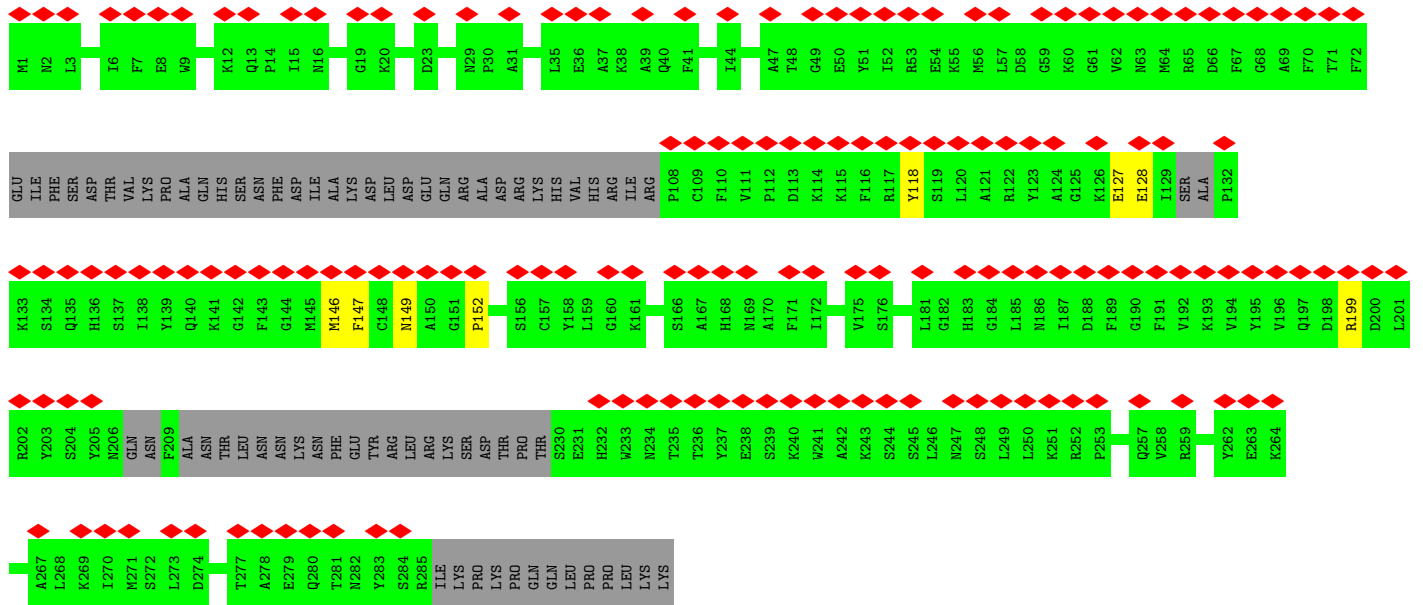 M1 N2 L3 I6 F7 E8 W9 K12 Q13 P14 I15 N16 G19 K20 D23 N29 P30 A31 L35 E36 A37 K38 A39 Q40 F41 I44 A47 T48 G49 E50 Y51 I52 R53 E54 K55 M56 L57 D58 G59 K60 G61 V62 N63 M64 R65 D66 F67 G68 A69 F70 T71 F72
GLU ILE PHE SER ASP THR VAL LYS PRO ALA GLN HIS SER ASN PHE ASP ILE ALA LYS ASP LEU ASP GLU GLN ARG ALA ASP ARG LYS HIS VAL HIS ARG ILE ARG P108 C109 F110 V111 P112 D113 K114 K115 F116 R117 Y118 S119 L120 A121 R122 Y123 A124 G125 K126 E127 E128 I129 SER ALA P132
K133 S134 Q135 H136 S137 I138 Y139 Q140 K141 G142 F143 G144 M145 M146 F147 C148 N149 A150 G151 P152 S156 C157 Y158 L159 G160 K161 S166 A167 H168 N169 A170 F171 I172 V175 S176 L181 G182 H183 G184 L185 N186 I187 D188 F189 G190 F191 V192 K193 V194 Y195 V196 Q197 D198 R199 D200 L201
R202 Y203 S204 Y205 N206 GLN ASN F209 ALA ASN THR LEU ASN ASN LYS ASN PHE GLU TYR ARG LEU ARG LYS SER ASP THR PRO THR S230 E231 H232 W233 N234 T235 T236 Y237 E238 S239 K240 W241 A242 K243 S244 S245 L246 N247 S248 L249 L250 K251 R252 P253 Q257 V258 R259 Y262 E263 K264
A267 L268 K269 I270 M271 S272 L273 D274 T277 A278 E279 Q280 T281 N282 Y283 S284 R285 ILE LYS PRO LYS PRO GLN GLN LEU PRO PRO LEU LYS LYS